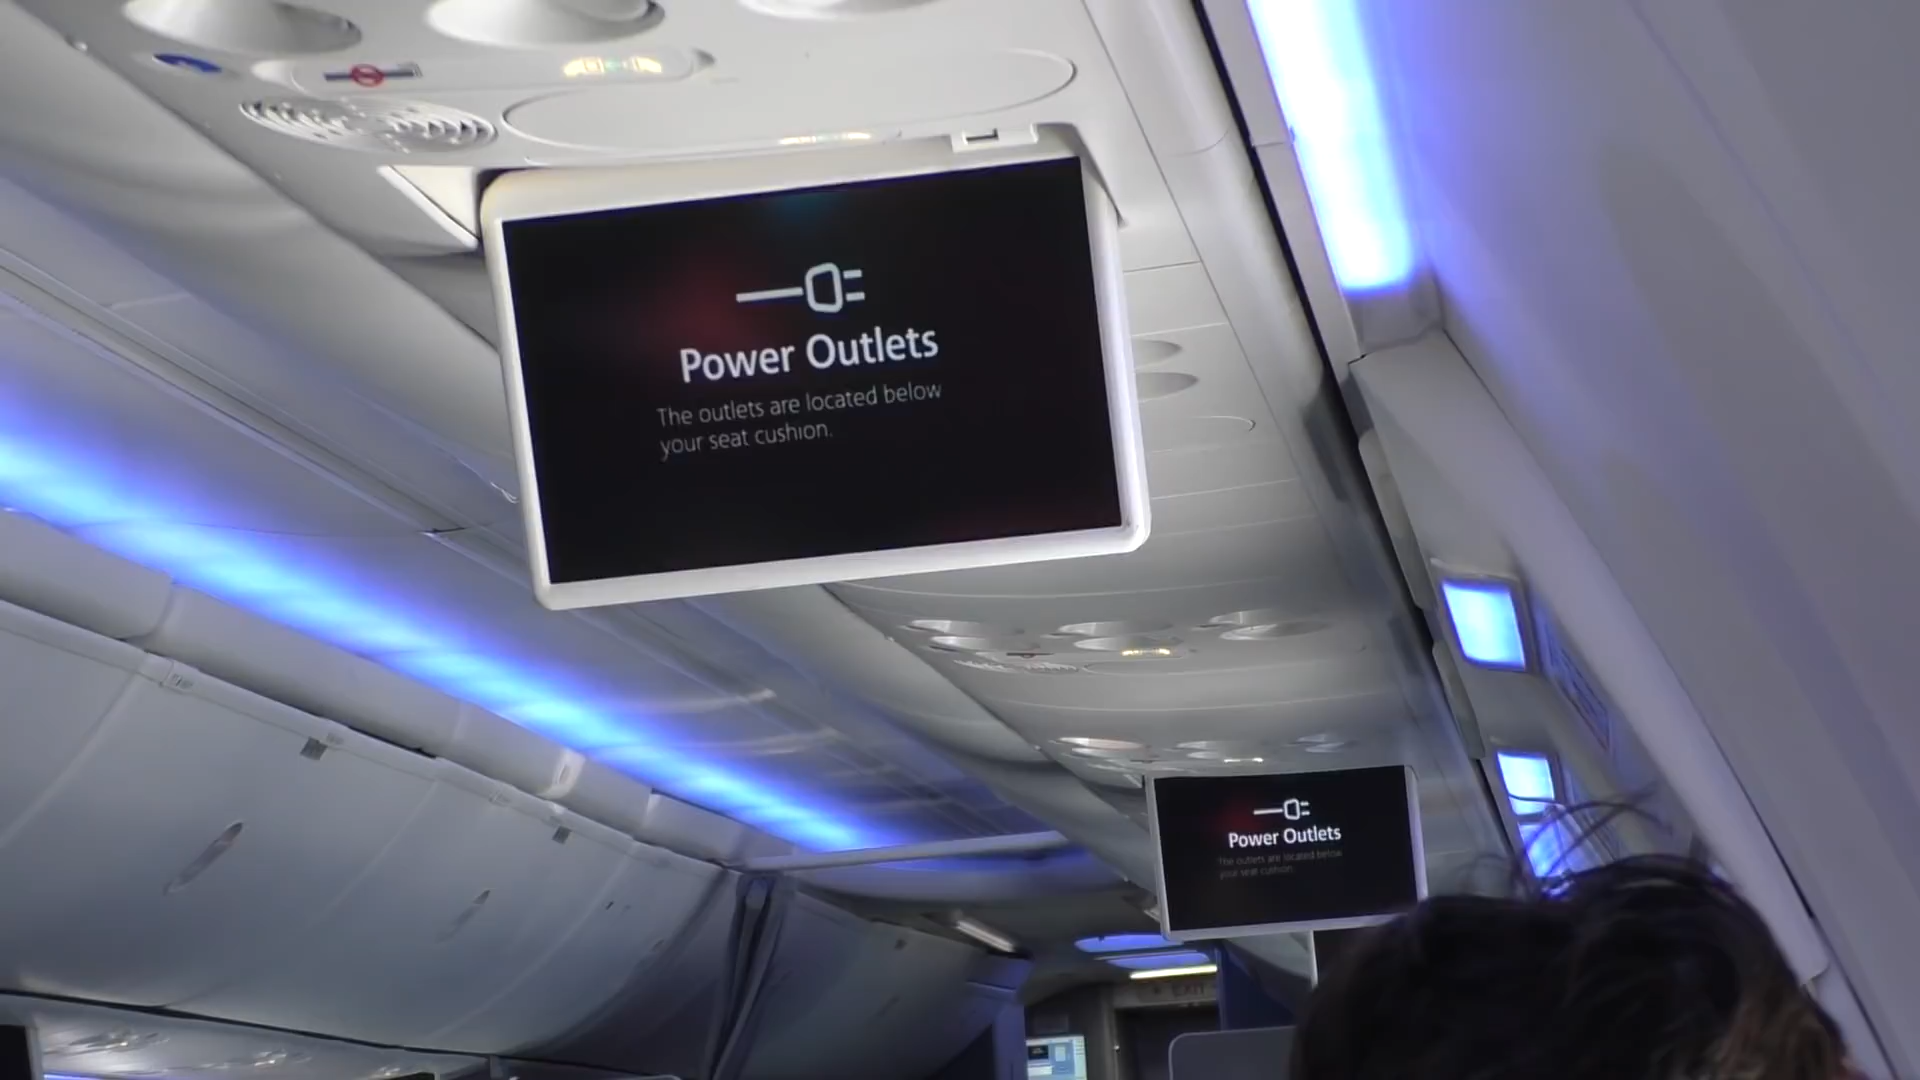 Power Outlets
The outlets are located below
your seat cushion.
Power Outlets
The outlets are located below
your seat cushion.
EXIT